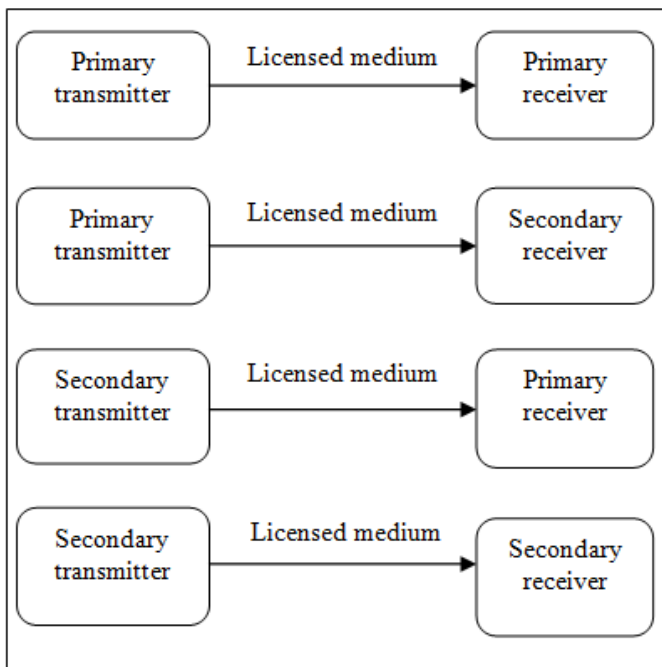 Primary
transmitter
Licensed medium
Primary
receiver
Primary
transmitter
Licensed medium
Secondary
receiver
Secondary
transmitter
Licensed medium
Primary
receiver
Secondary
transmitter
Licensed medium
Secondary
receiver